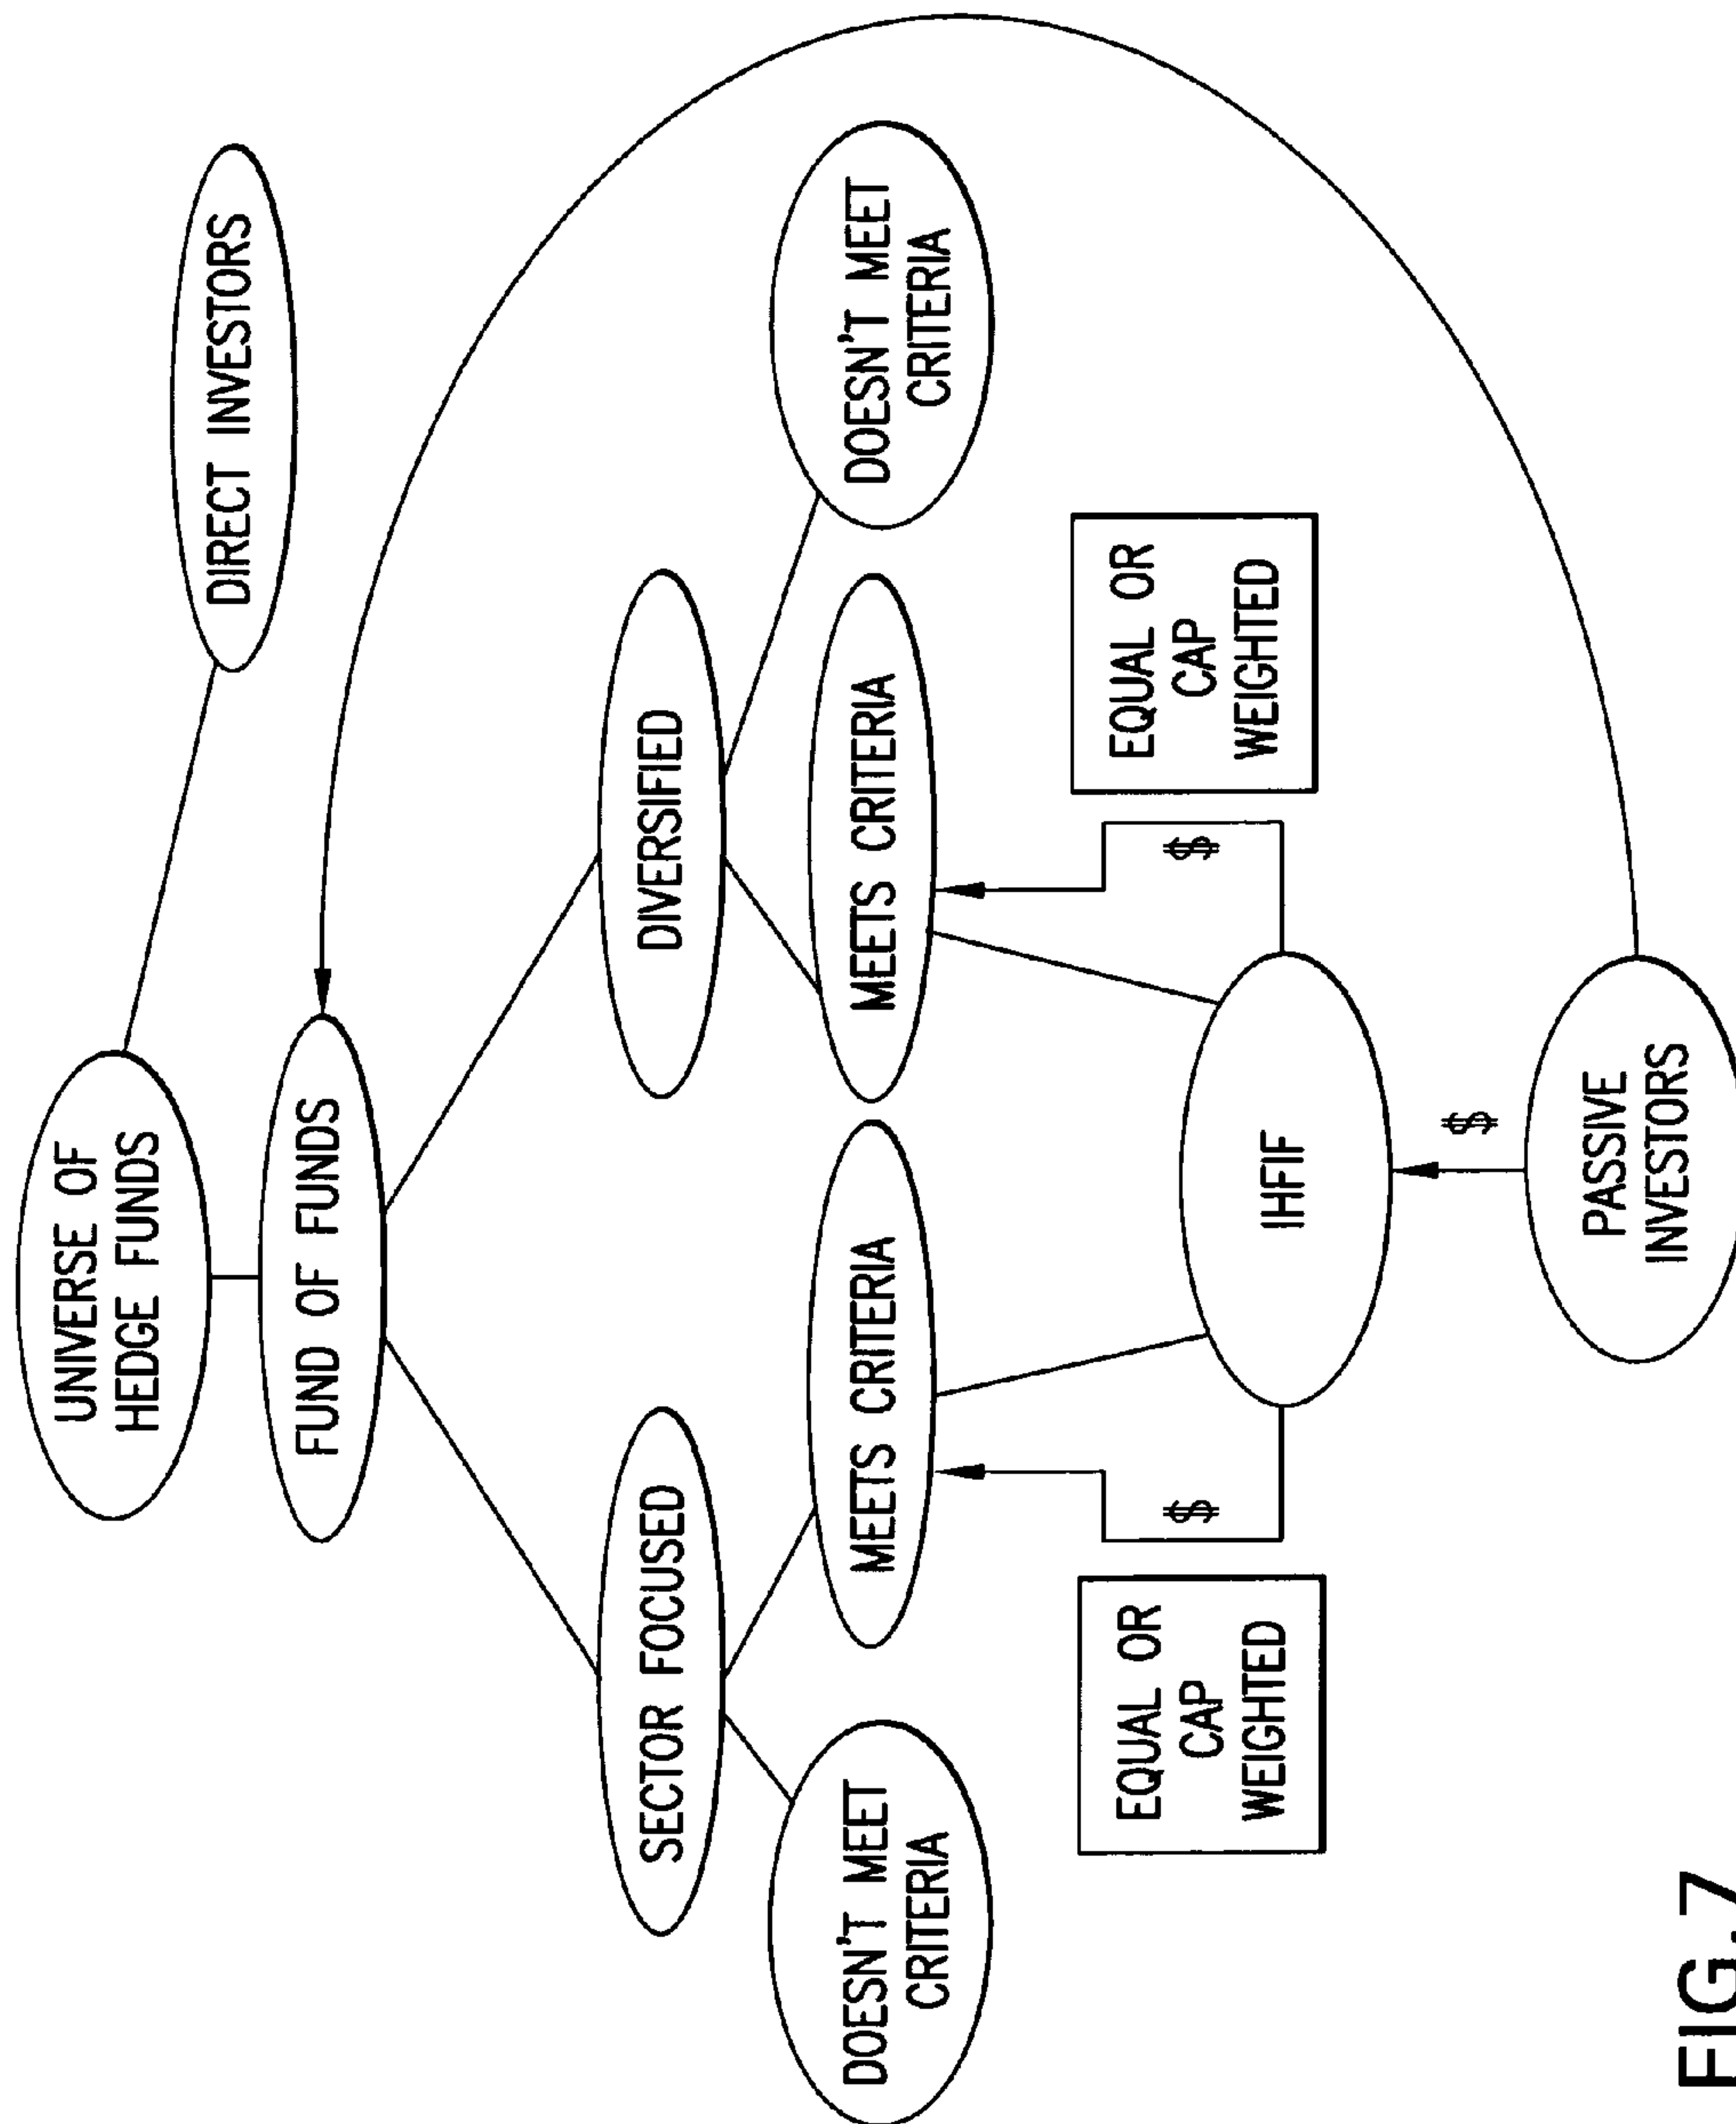 UNIVERSE OF
HEDGE FUNDS
DIRECT INVESTORS
FUND OF FUNDS
SECTOR FOCUSED
DIVERSIFIED
DOESN'T MEET
CRITERIA
MEETS CRITERIA
MEETS CRITERIA
DOESN'T MEET
CRITERIA
EQUAL OR
CAP
WEIGHTED
$
$
EQUAL OR
CAP
WEIGHTED
IHFIF
$
PASSIVE
INVESTORS
FIG.7